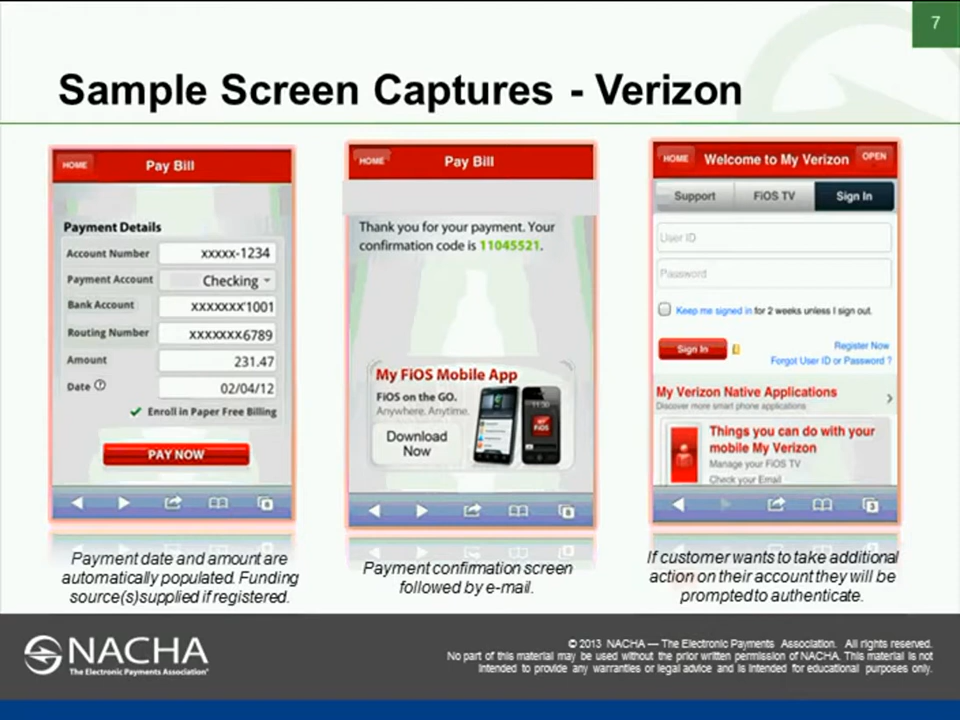 7
Sample Screen Captures - Verizon
HOME
Pay Bill
Payment Details
Account Number
xxxxx-1234
Payment Account
Checking
Bank Account
xxxxxxx1001
Routing Number
xxxxxxx6789
Amount
231.47
Date
02/04/12
Enroll in Paper Free Billing
PAY NOW
6
Payment date and amount are
automatically populated. Funding
source(s)supplied if registered.
HOME
Pay Bill
Thank you for your payment. Your
confirmation code is 11045521.
My FiOS Mobile App
FiOS on the GO.
Anywhere. Anytime.
Download
Now
FiOS
Payment confirmation screen
followed by e-mail.
HOME
Welcome to My Verizon
OPEN
Support
FiOS TV
Sign In
User ID
Password
Keep me signed in for 2 weeks unless I sign out.
Sign In
Register Now
Forgot User ID or Password ?
My Verizon Native Applications
Discover more smart phone applications
Things you can do with your
mobile My Verizon
Manage your FiOS TV
Check your Email
3
If customer wants to take additional
action on their account they will be
prompted to authenticate.
NACHA
The Electronic Payments Association®
© 2013 NACHA — The Electronic Payments Association. All rights reserved.
No part of this material may be used without the prior written permission of NACHA. This material is not
intended to provide any warranties or legal advice and is intended for educational purposes only.